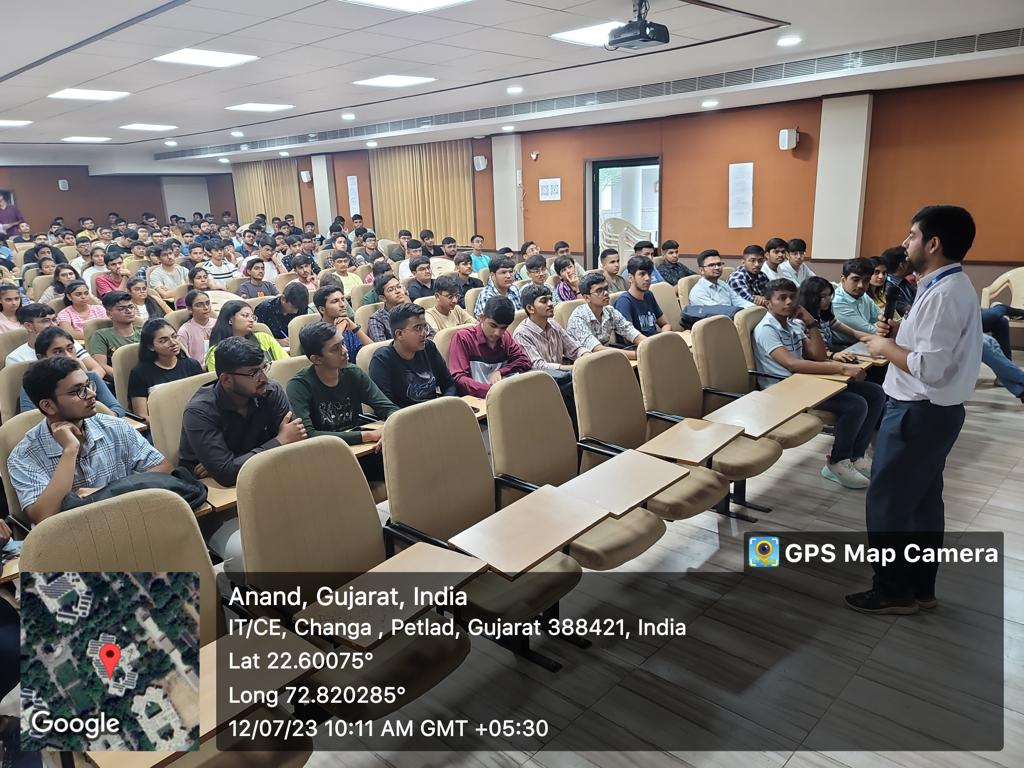 GPS Map Camera
Anand, Gujarat, India
IT/CE, Changa , Petlad, Gujarat 388421, India
Lat 22.60075°
Long 72.820285°
12/07/23 10:11 AM GMT +05:30
Google